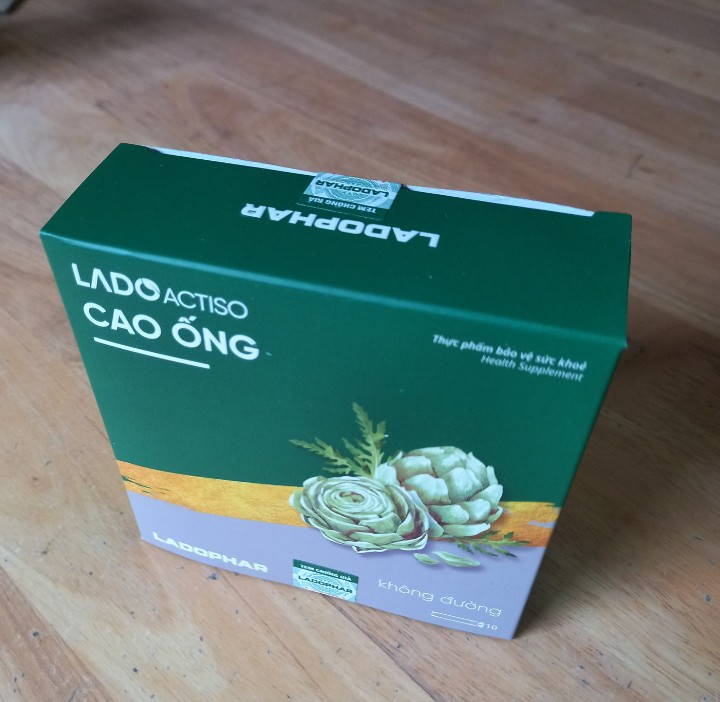 LADOPHAR
TEM CHỐNG GIẢ
LADOPHAR
LADO ACTISO
CAO ỐNG
Thực phẩm bảo vệ sức khoẻ
Health Supplement
LADOPHAR
TEM CHỐNG GIẢ
LADOPHAR
không đường
10